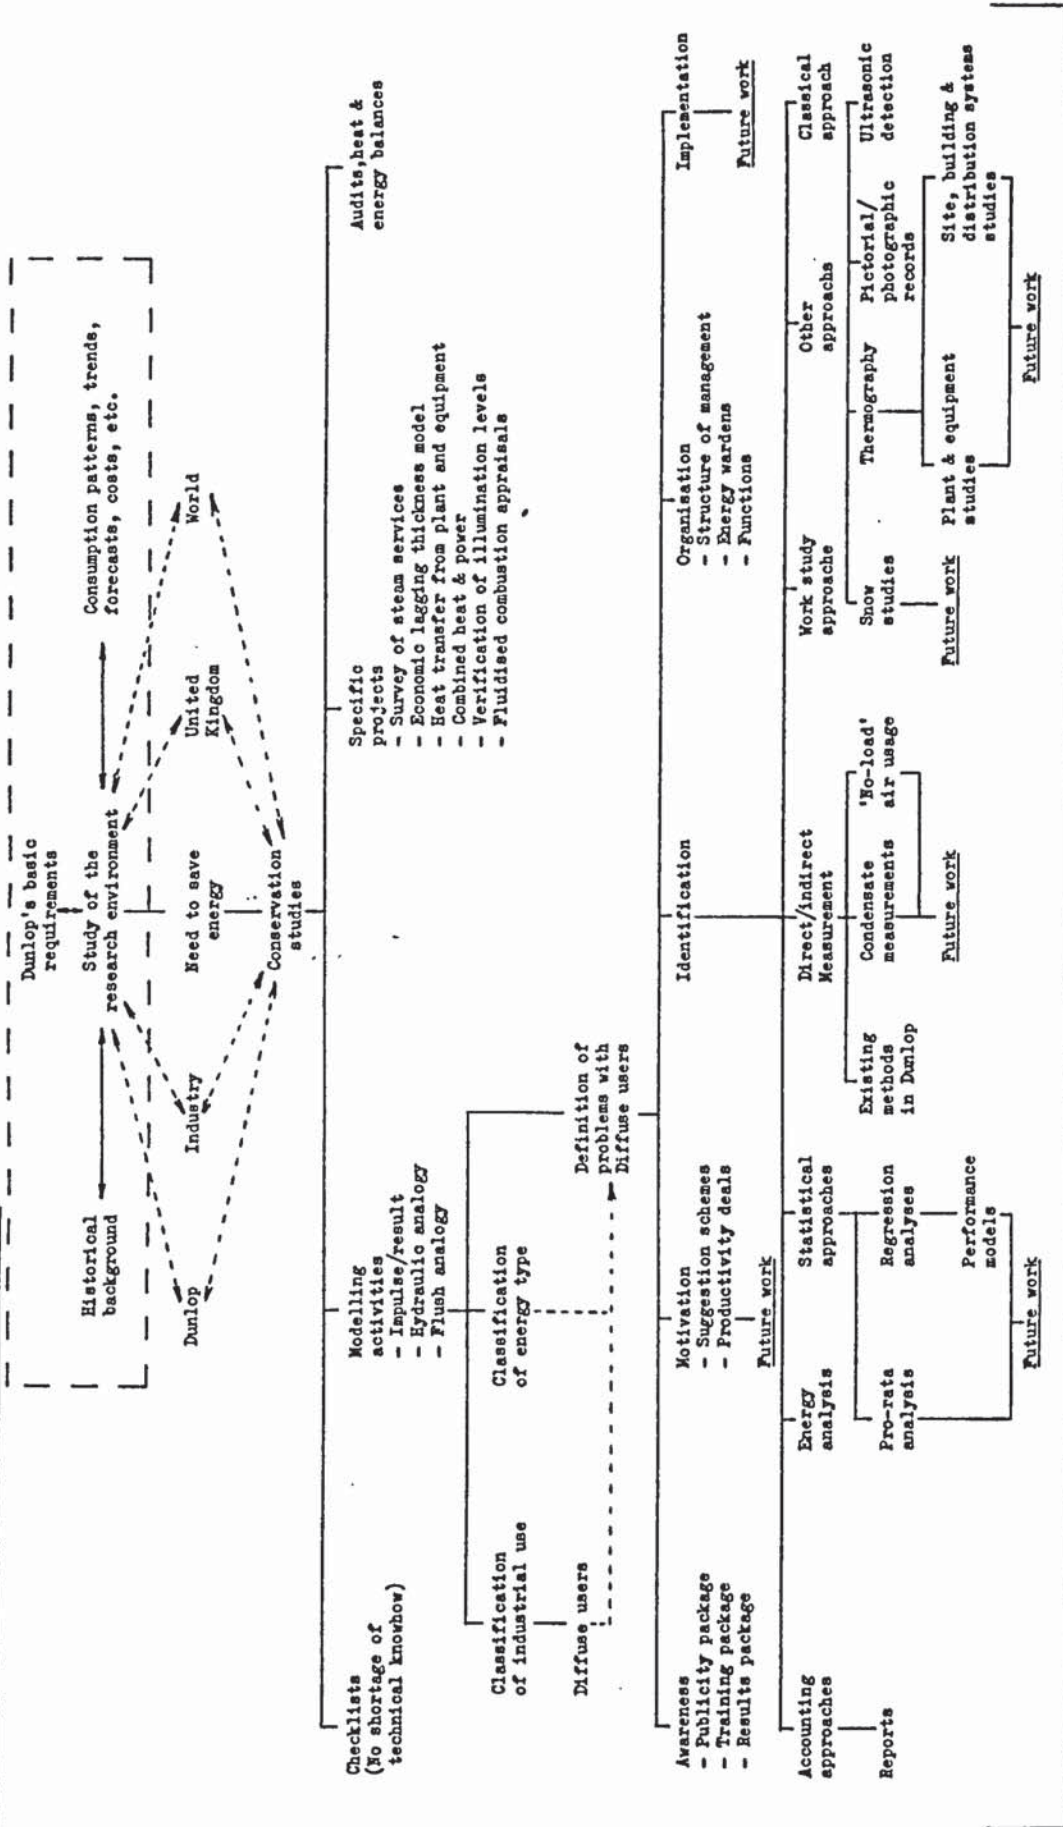 Dunlop's basic
requirements
Historical
background
Study of the
research environment
Consumption patterns, trends,
forecasts, costs, etc.
Dunlop
Industry
Need to save
energy
United
Kingdom
World
Conservation
studies
Checklists
(No shortage of
technical knowhow)
Modelling
activities
- Impulse/result
- Hydraulic analogy
- Flush analogy
Specific
projects
- Survey of steam services
- Economic lagging thickness model
- Heat transfer from plant and equipment
- Combined heat & power
- Verification of illumination levels
- Fluidised combustion appraisals
Audits,heat &
energy balances
Classification
of industrial use
Classification
of energy type
Diffuse users
Definition of
problems with
Diffuse users
Awareness
- Publicity package
- Training package
- Results package
Motivation
- Suggestion schemes
- Productivity deals
Future work
Identification
Organisation
- Structure of management
- Energy wardens
- Functions
Implementation
Future work
Accounting
approaches
Energy
analysis
Statistical
approaches
Direct/indirect
Measurement
Work study
approache
Other
approachs
Classical
approach
Reports
Pro-rata
analysis
Regression
analyses
Existing
methods
in Dunlop
Condensate
measurements
'No-load'
air usage
Snow
studies
Thermography
Pictorial/
photographic
records
Ultrasonic
detection
Performance
models
Future work
Future work
Plant & equipment
studies
Site, building &
distribution systems
studies
Future work
Future work